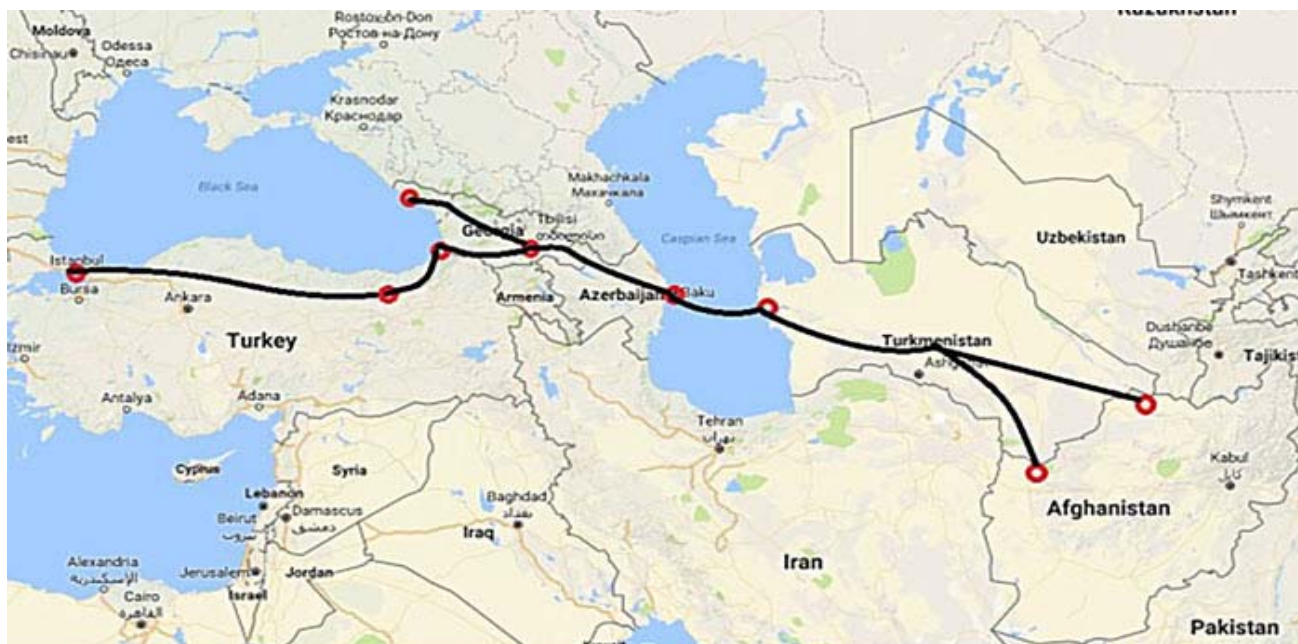 Kazakhstan
Moldova
Chisinau
Odessa
Одеса
Rostov-on-Don
Ростов-на-Дону
Krasnodar
Краснодар
Black Sea
Makhachkala
Махачкала
Caspian Sea
Georgia
Tbilisi
თბილისი
Shymkent
Шымкент
Uzbekistan
Tashkent
Istanbul
Bursa
Ankara
Armenia
Azerbaijan
Baku
Turkey
Turkmenistan
Dushanbe
Душанбе
Antalya
Adana
Tehran
تهران
Cyprus
Syria
Kabul
کابل
Lebanon
Beirut
بيروت
Damascus
دمشق
Baghdad
بغداد
Iraq
Afghanistan
Iran
Alexandria
الإسكندرية
Jerusalem
Israel
Jordan
Cairo
القاهرة
Pakistan